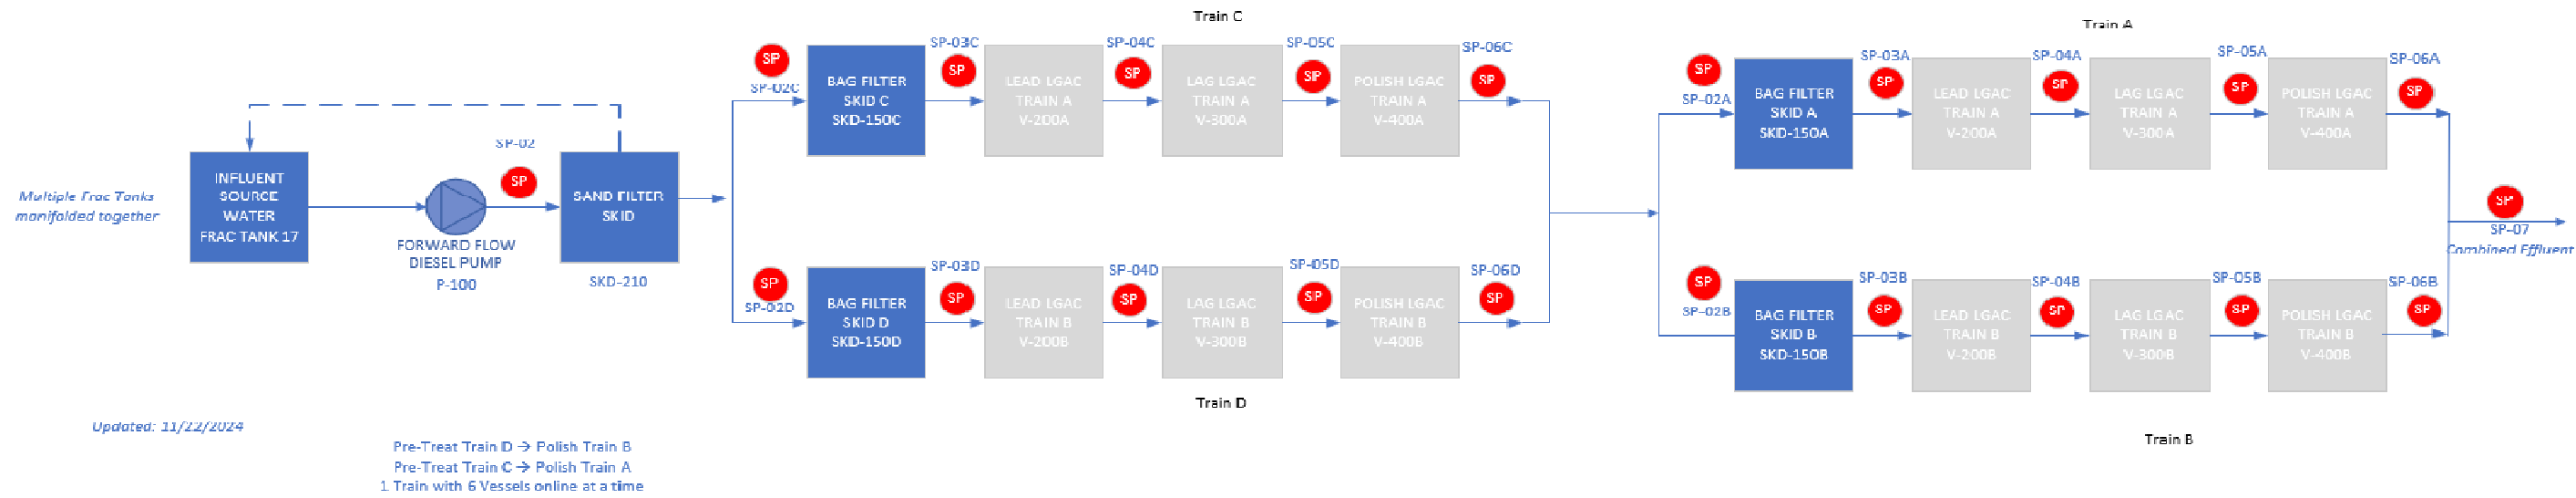 Multiple Frac Tanks
manifolded together
INFLUENT
SOURCE
WATER
FRAC TANK 17
FORWARD FLOW
DIESEL PUMP
P-100
SP-02
SP
SAND FILTER
SKID
SKD-210
Train C
SP
SP-02C
BAG FILTER
SKID C
SKD-150C
SP-03C
SP
LEAD LGAC
TRAIN A
V-200A
SP-04C
SP
LAG LGAC
TRAIN A
V-300A
SP-05C
SP
POLISH LGAC
TRAIN A
V-400A
SP-06C
SP
SP
SP-02D
BAG FILTER
SKID D
SKD-150D
SP-03D
SP
LEAD LGAC
TRAIN B
V-200B
SP-04D
SP
LAG LGAC
TRAIN B
V-300B
SP-05D
SP
POLISH LGAC
TRAIN B
V-400B
SP-06D
SP
Train D
Train A
SP
SP-02A
BAG FILTER
SKID A
SKD-150A
SP-03A
SP
LEAD LGAC
TRAIN A
V-200A
SP-04A
SP
LAG LGAC
TRAIN A
V-300A
SP-05A
SP
POLISH LGAC
TRAIN A
V-400A
SP-06A
SP
SP
SP-02B
BAG FILTER
SKID B
SKD-150B
SP-03B
SP
LEAD LGAC
TRAIN B
V-200B
SP-04B
SP
LAG LGAC
TRAIN B
V-300B
SP-05B
SP
POLISH LGAC
TRAIN B
V-400B
SP-06B
SP
Train B
SP
SP-07
Combined Effluent
Updated: 11/22/2024
Pre-Treat Train D → Polish Train B
Pre-Treat Train C → Polish Train A
1 Train with 6 Vessels online at a time